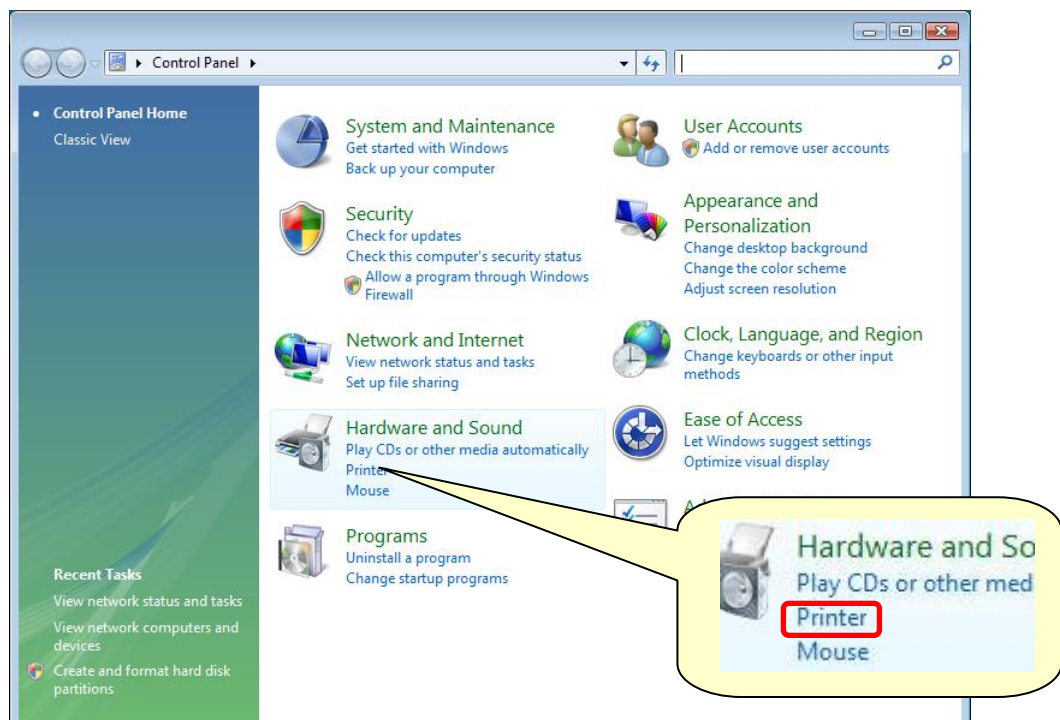 Control Panel
Control Panel Home
Classic View
Recent Tasks
View network status and tasks
View network computers and
devices
Create and format hard disk
partitions
System and Maintenance
Get started with Windows
Back up your computer
Security
Check for updates
Check this computer's security status
Allow a program through Windows
Firewall
Network and Internet
View network status and tasks
Set up file sharing
Hardware and Sound
Play CDs or other media automatically
Printer
Mouse
Programs
Uninstall a program
Change startup programs
User Accounts
Add or remove user accounts
Appearance and
Personalization
Change desktop background
Change the color scheme
Adjust screen resolution
Clock, Language, and Region
Change keyboards or other input
methods
Ease of Access
Let Windows suggest settings
Optimize visual display
Hardware and So
Play CDs or other med
Printer
Mouse